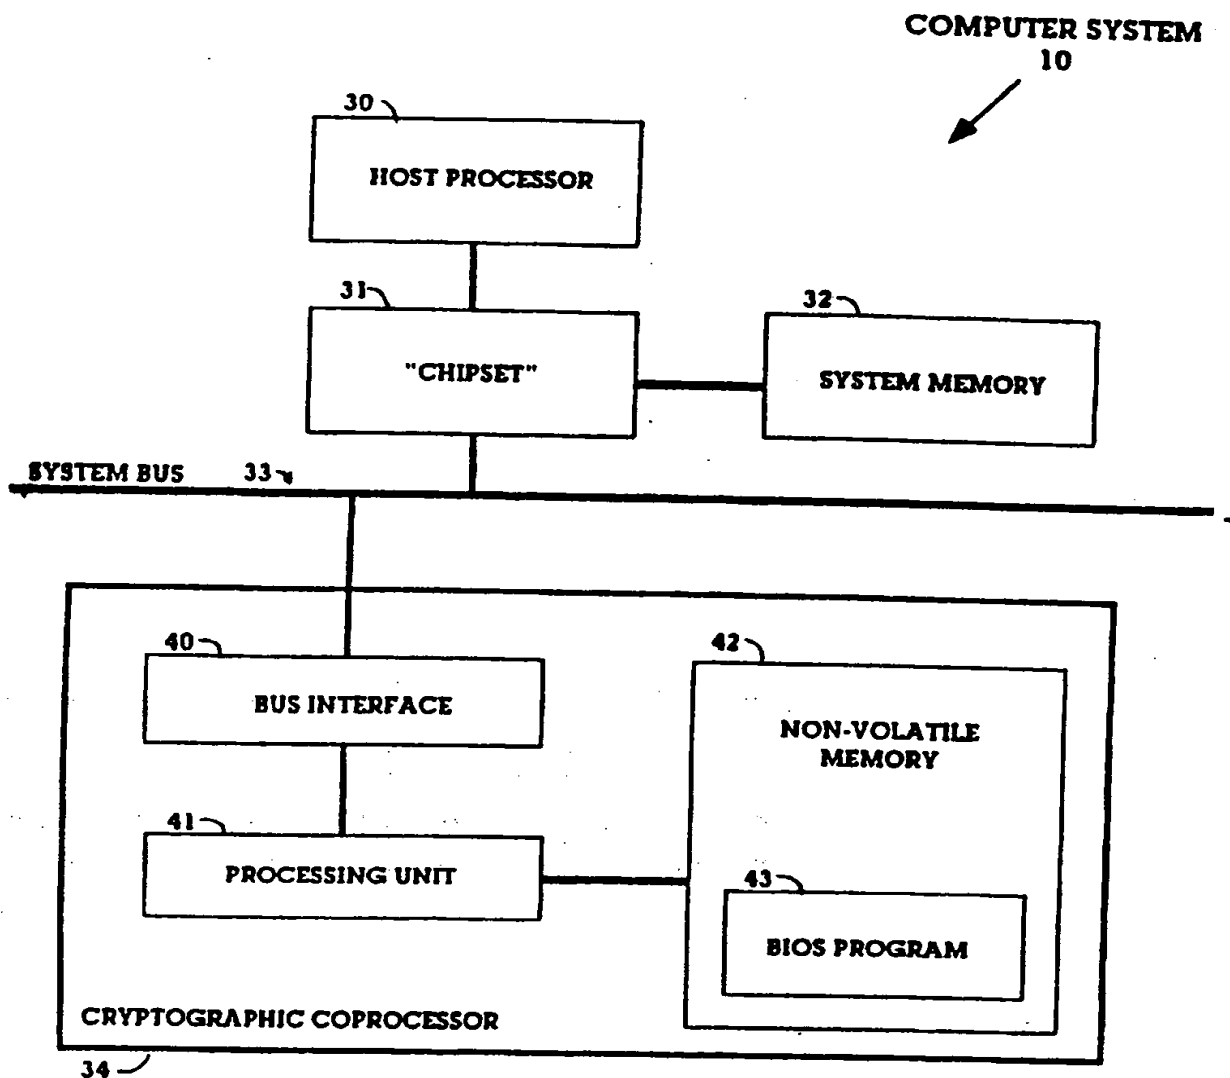 COMPUTER SYSTEM
10
30
HOST PROCESSOR
31
"CHIPSET"
32
SYSTEM MEMORY
SYSTEM BUS 33
40
BUS INTERFACE
42
NON-VOLATILE
MEMORY
41
PROCESSING UNIT
43
BIOS PROGRAM
CRYPTOGRAPHIC COPROCESSOR
34